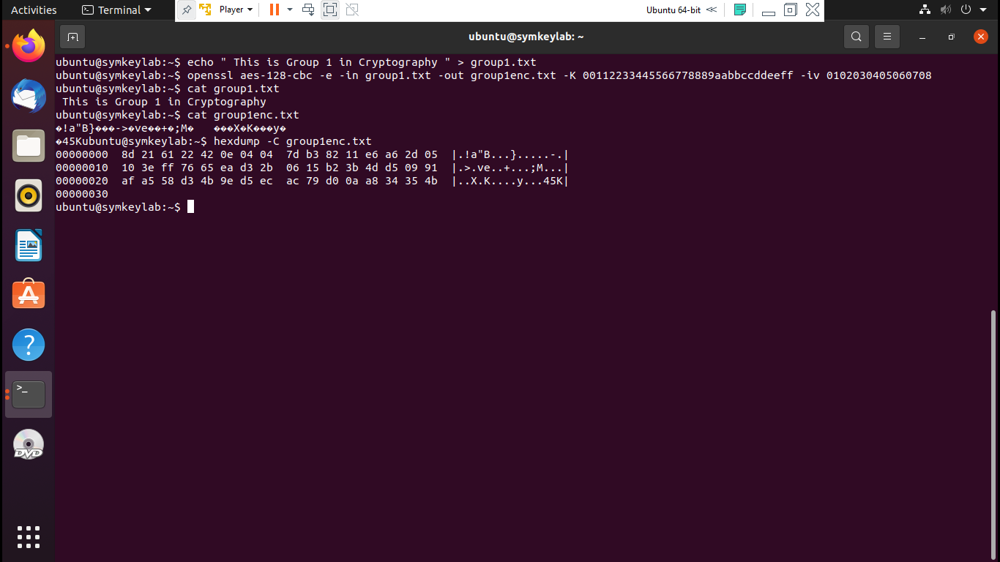 Activities Terminal Player Ubuntu 64-bit
ubuntu@symkeylab: ~
ubuntu@symkeylab:~$ echo " This is Group 1 in Cryptography " > group1.txt
ubuntu@symkeylab:~$ openssl aes-128-cbc -e -in group1.txt -out group1enc.txt -K 00112233445566778889aabbccddeeff -iv 0102030405060708
ubuntu@symkeylab:~$ cat group1.txt
 This is Group 1 in Cryptography
ubuntu@symkeylab:~$ cat group1enc.txt
�!a"B}���->�ve��+�;M�   ���X�K���y�
�45Kubuntu@symkeylab:~$ hexdump -C group1enc.txt
00000000  8d 21 61 22 42 0e 04 04  7d b3 82 11 e6 a6 2d 05  |.!a"B...}.....-.|
00000010  10 3e ff 76 65 ea d3 2b  06 15 b2 3b 4d d5 09 91  |.>.ve..+...;M...|
00000020  af a5 58 d3 4b 9e d5 ec  ac 79 d0 0a a8 34 35 4b  |..X.K....y...45K|
00000030
ubuntu@symkeylab:~$
>_
DVD